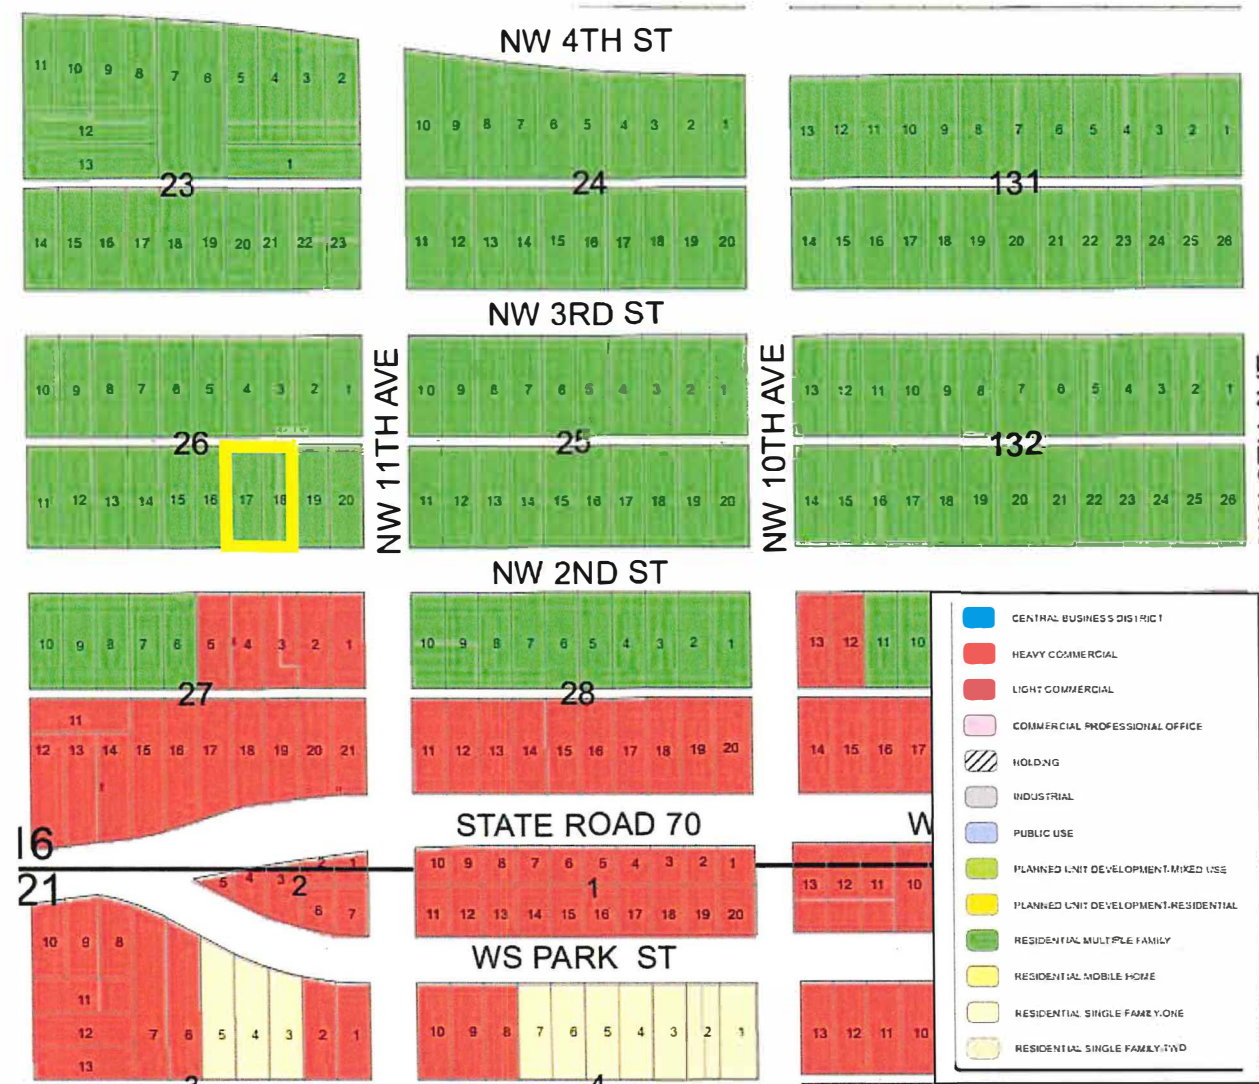 NW 4TH ST
11 10 9 8 7 6 5 4 3 2
12
13 1
23
14 15 16 17 18 19 20 21 22 23
10 9 8 7 6 5 4 3 2 1
24
11 12 13 14 15 16 17 18 19 20
13 12 11 10 9 8 7 6 5 4 3 2 1
131
14 15 16 17 18 19 20 21 22 23 24 25 26
NW 3RD ST
10 9 8 7 6 5 4 3 2 1
26
11 12 13 14 15 16 17 18 19 20
NW 11TH AVE
10 9 8 7 6 5 4 3 2 1
25
11 12 13 14 15 16 17 18 19 20
NW 10TH AVE
13 12 11 10 9 8 7 6 5 4 3 2 1
132
14 15 16 17 18 19 20 21 22 23 24 25 26
NW 2ND ST
10 9 8 7 6 5 4 3 2 1
27
11
12 13 14 15 16 17 18 19 20 21
10 9 8 7 6 5 4 3 2 1
28
11 12 13 14 15 16 17 18 19 20
13 12 11 10
14 15 16 17
STATE ROAD 70
W
16
21
2 1
5 4 3 2
6 7
10 9 8 7 6 5 4 3 2 1
1
11 12 13 14 15 16 17 18 19 20
13 12 11 10
WS PARK ST
10 9 8
11
12 7 6 5 4 3 2 1
13
3
10 9 8 7 6 5 4 3 2 1
4
13 12 11 10
CENTRAL BUSINESS DISTRICT
HEAVY COMMERCIAL
LIGHT COMMERCIAL
COMMERCIAL PROFESSIONAL OFFICE
HOLDING
INDUSTRIAL
PUBLIC USE
PLANNED UNIT DEVELOPMENT-MIXED USE
PLANNED UNIT DEVELOPMENT-RESIDENTIAL
RESIDENTIAL MULTIPLE FAMILY
RESIDENTIAL MOBILE HOME
RESIDENTIAL SINGLE FAMILY-ONE
RESIDENTIAL SINGLE FAMILY-TWO